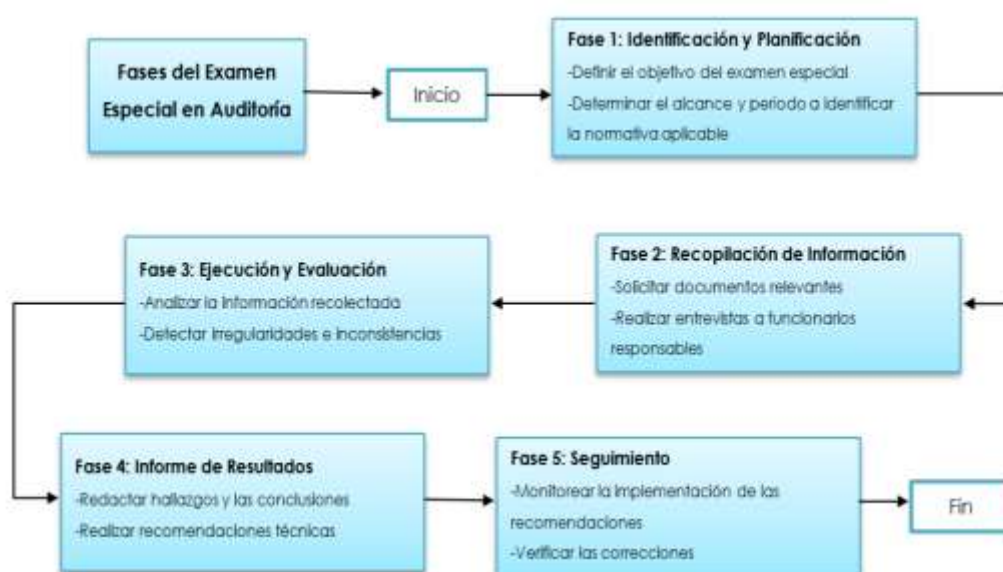 Fases del Examen
Especial en Auditoría
Inicio
Fase 1: Identificación y Planificación
-Definir el objetivo del examen especial
-Determinar el alcance y periodo a identificar
la normativa aplicable
Fase 2: Recopilación de Información
-Solicitar documentos relevantes
-Realizar entrevistas a funcionarios
responsables
Fase 3: Ejecución y Evaluación
-Analizar la información recolectada
-Detectar irregularidades e inconsistencias
Fase 4: Informe de Resultados
-Redactar hallazgos y las conclusiones
-Realizar recomendaciones técnicas
Fase 5: Seguimiento
-Monitorear la implementación de las
recomendaciones
-Verificar las correcciones
Fin